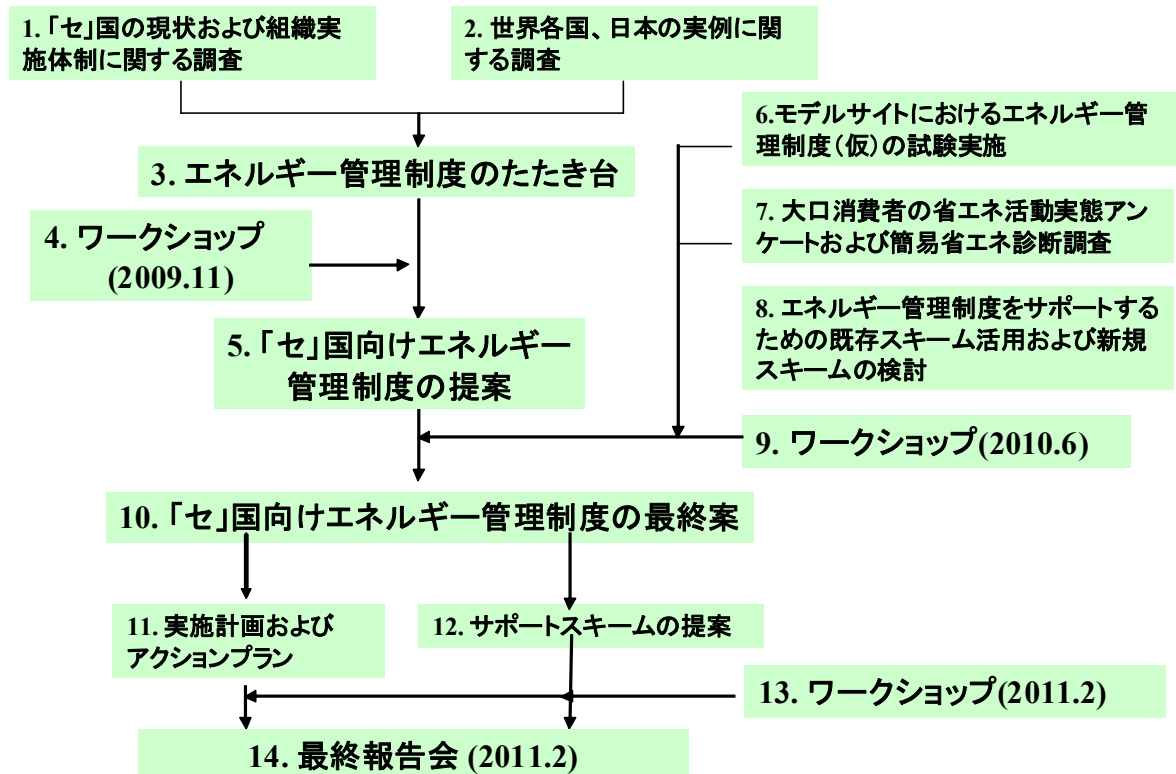 1.「セ」国の現状および組織実
施体制に関する調査
2. 世界各国、日本の実例に関
する調査
3. エネルギー管理制度のたたき台
4. ワークショップ
(2009.11)
5.「セ」国向けエネルギー
管理制度の提案
6.モデルサイトにおけるエネルギー管
理制度(仮)の試験実施
7. 大口消費者の省エネ活動実態アン
ケートおよび簡易省エネ診断調査
8. エネルギー管理制度をサポートする
ための既存スキーム活用および新規
スキームの検討
9. ワークショップ(2010.6)
10.「セ」国向けエネルギー管理制度の最終案
11. 実施計画および
アクションプラン
12. サポートスキームの提案
13. ワークショップ(2011.2)
14. 最終報告会 (2011.2)